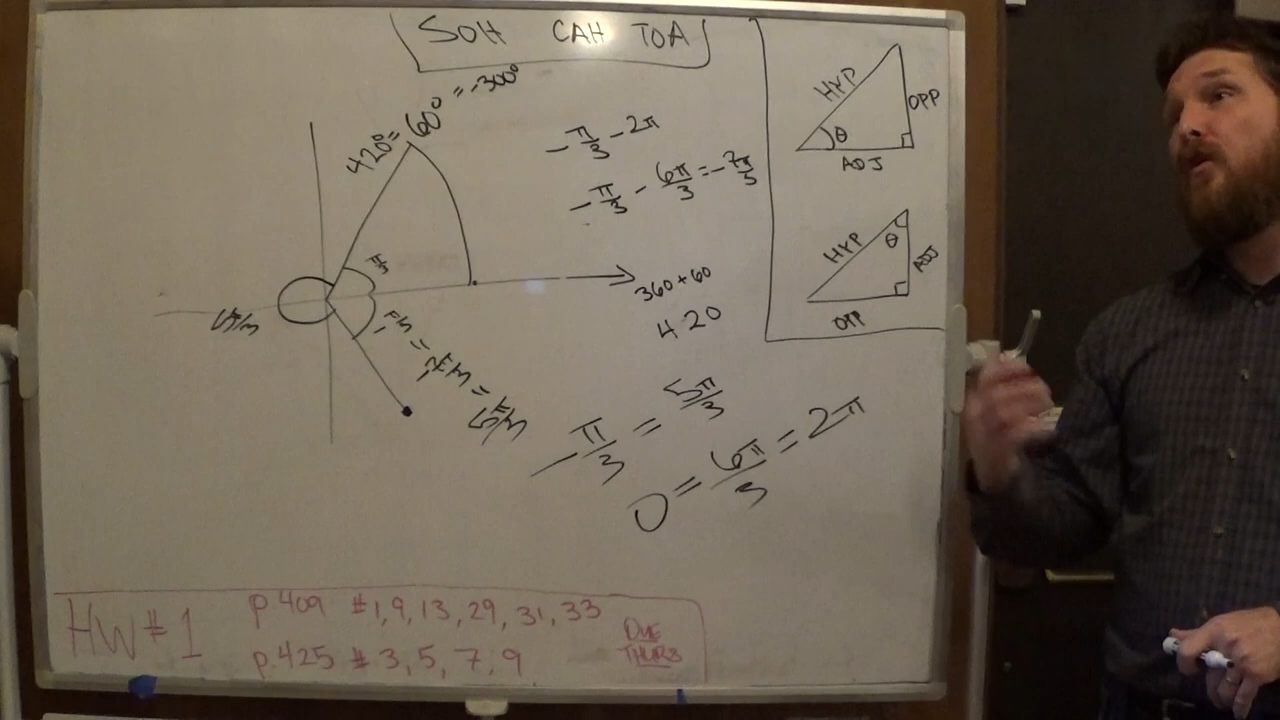 SOH CAH TOA
420° = 60° = -300°
π/3
-π/3 = -7π/3 = 5π/3
5π/3
-π/3 - 2π
-π/3 - 6π/3 = -7π/3
360 + 60
420
-π/3 = 5π/3
0 = 6π/3 = 2π
HYP
OPP
θ
ADJ
HYP
θ
ADJ
OPP
HW # 1
p.409 # 1, 9, 13, 29, 31, 33
p.425 # 3, 5, 7, 9
DUE
THURS